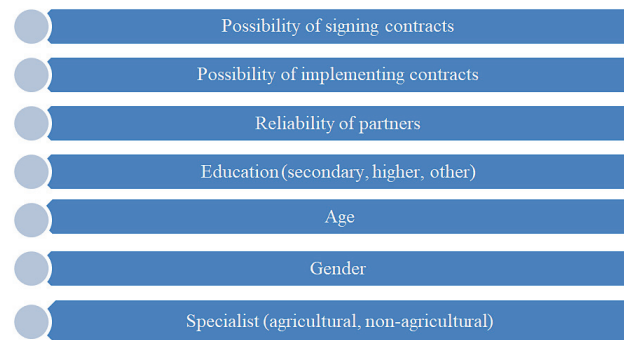 Possibility of signing contracts
Possibility of implementing contracts
Reliability of partners
Education (secondary, higher, other)
Age
Gender
Specialist (agricultural, non-agricultural)